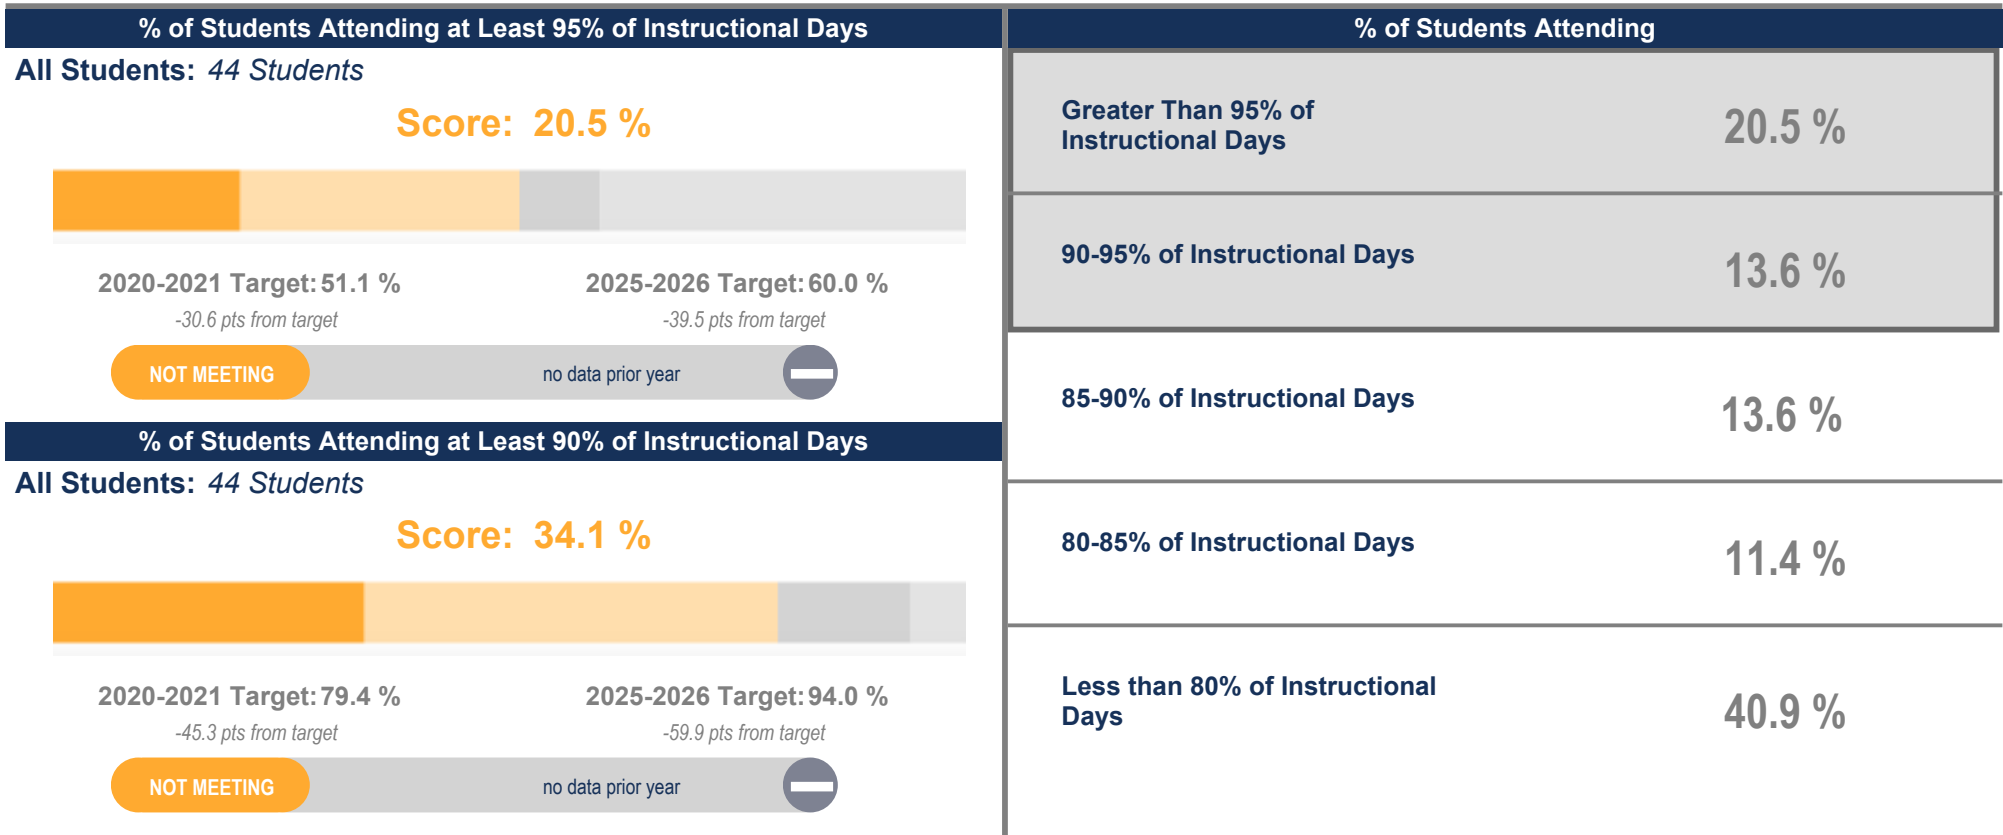 % of Students Attending at Least 95% of Instructional Days
All Students: 44 Students
Score: 20.5 %
2020-2021 Target: 51.1 %
-30.6 pts from target
2025-2026 Target: 60.0 %
-39.5 pts from target
NOT MEETING
no data prior year
% of Students Attending at Least 90% of Instructional Days
All Students: 44 Students
Score: 34.1 %
2020-2021 Target: 79.4 %
-45.3 pts from target
2025-2026 Target: 94.0 %
-59.9 pts from target
NOT MEETING
no data prior year
% of Students Attending
Greater Than 95% of
Instructional Days
20.5 %
90-95% of Instructional Days
13.6 %
85-90% of Instructional Days
13.6 %
80-85% of Instructional Days
11.4 %
Less than 80% of Instructional
Days
40.9 %